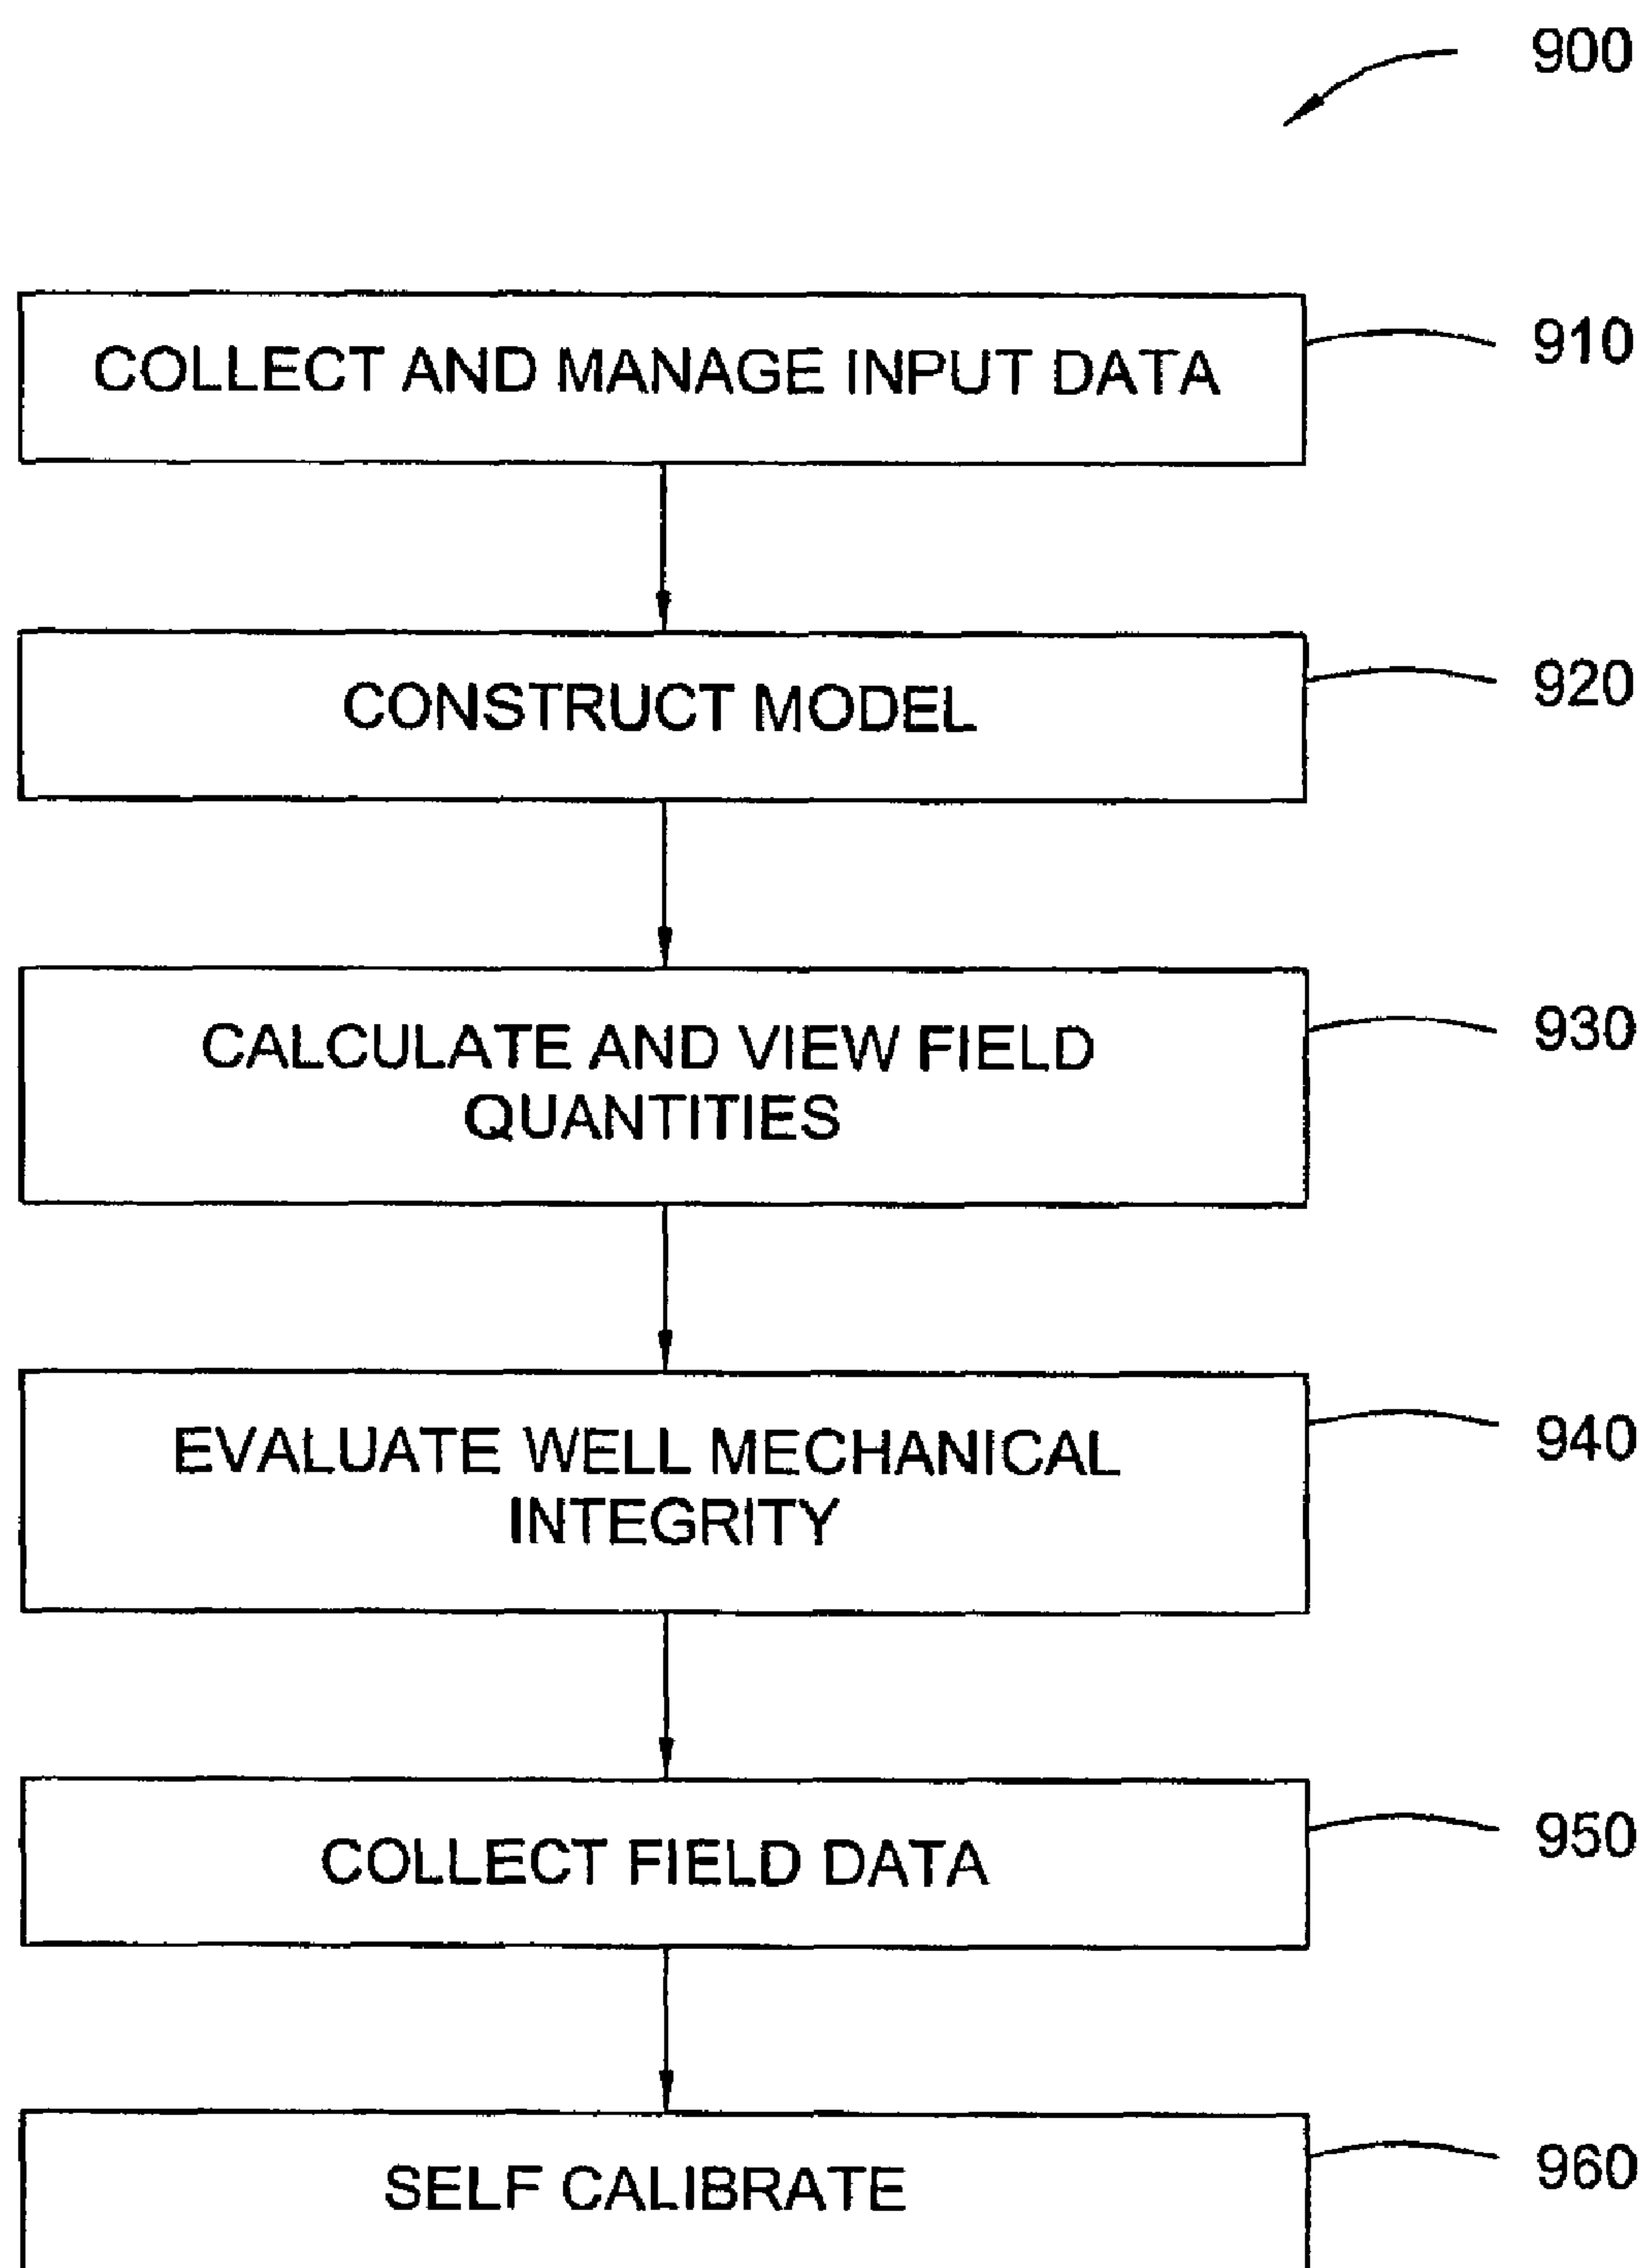 900
COLLECT AND MANAGE INPUT DATA
910
CONSTRUCT MODEL
920
CALCULATE AND VIEW FIELD
QUANTITIES
930
EVALUATE WELL MECHANICAL
INTEGRITY
940
COLLECT FIELD DATA
950
SELF CALIBRATE
960